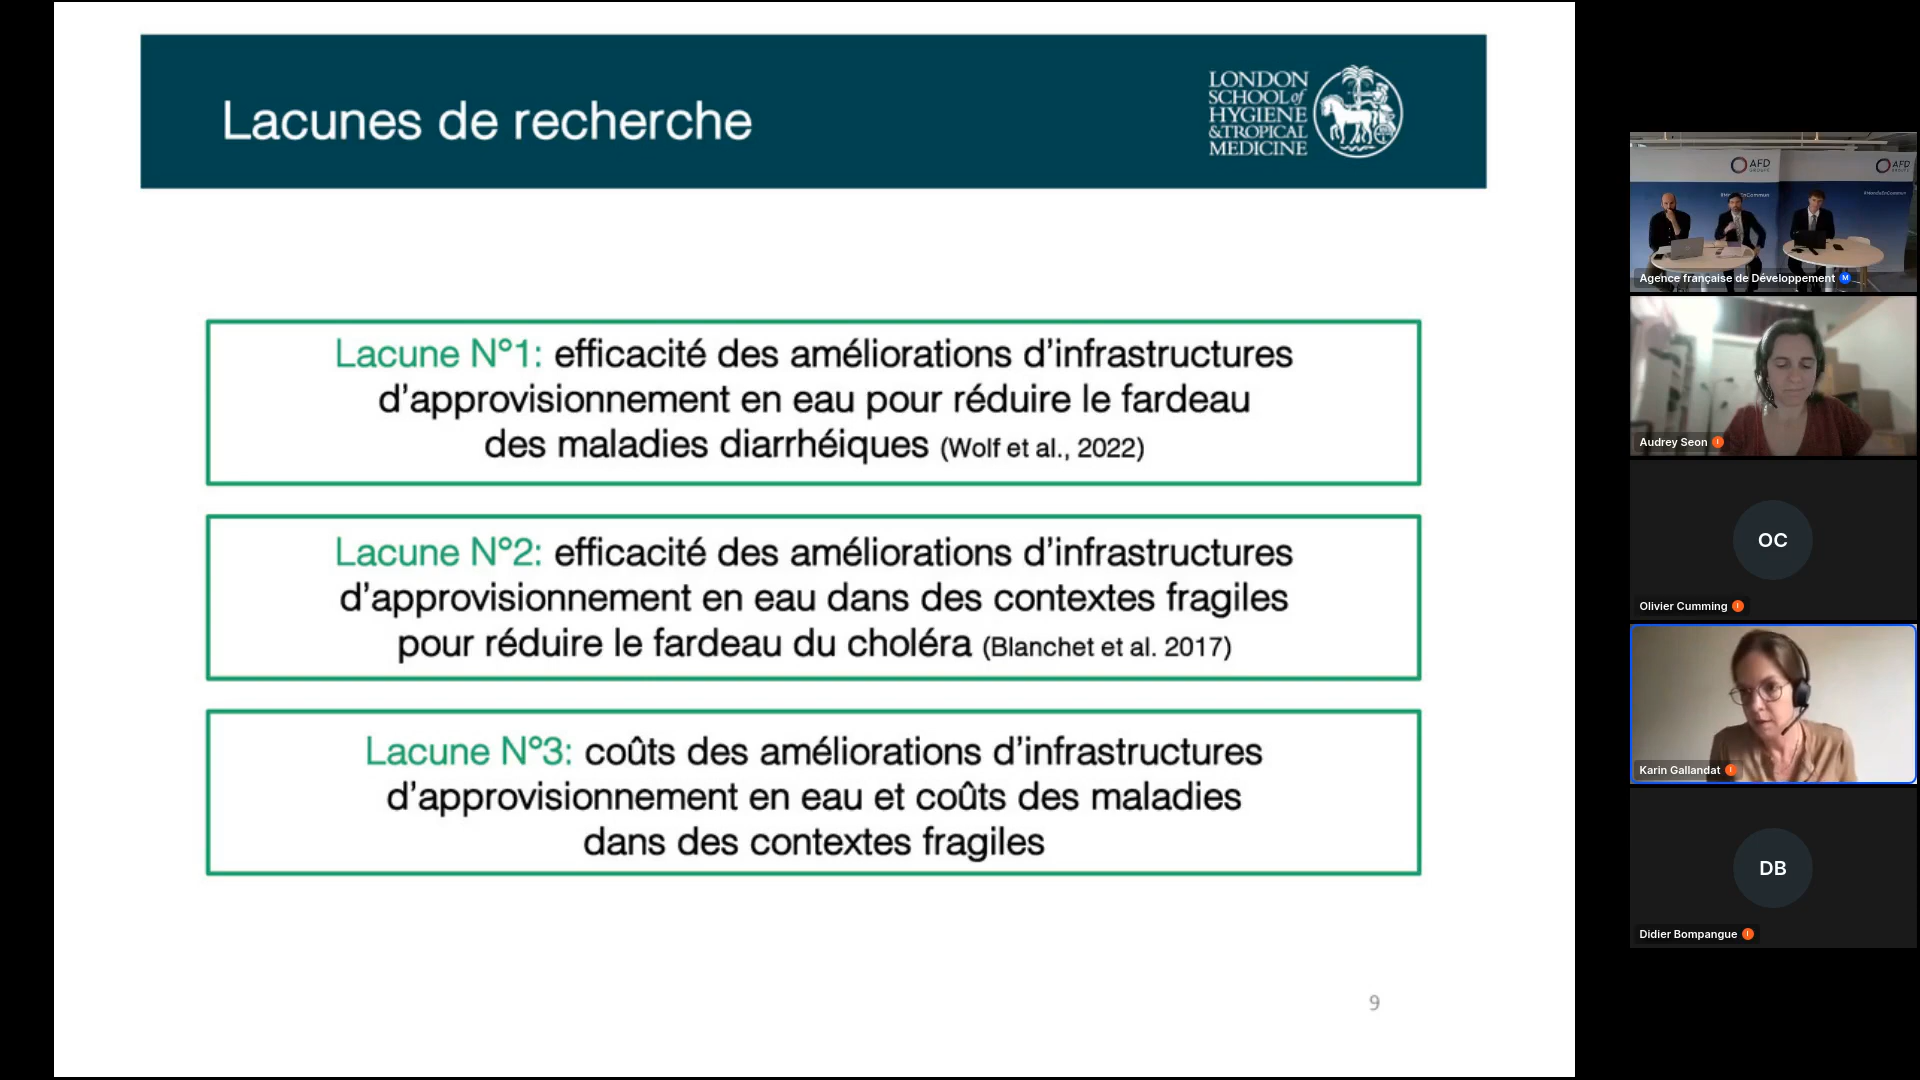 Lacunes de recherche
LONDON
SCHOOL of
HYGIENE
& TROPICAL
MEDICINE
Lacune N°1: efficacité des améliorations d’infrastructures
d’approvisionnement en eau pour réduire le fardeau
des maladies diarrhéiques (Wolf et al., 2022)
Lacune N°2: efficacité des améliorations d’infrastructures
d’approvisionnement en eau dans des contextes fragiles
pour réduire le fardeau du choléra (Blanchet et al. 2017)
Lacune N°3: coûts des améliorations d’infrastructures
d’approvisionnement en eau et coûts des maladies
dans des contextes fragiles
9
AFD
GROUPE
AFD
#MondeEnCommun
Agence française de Développement M
Audrey Seon I
OC
Olivier Cumming I
Karin Gallandat I
DB
Didier Bompangue I